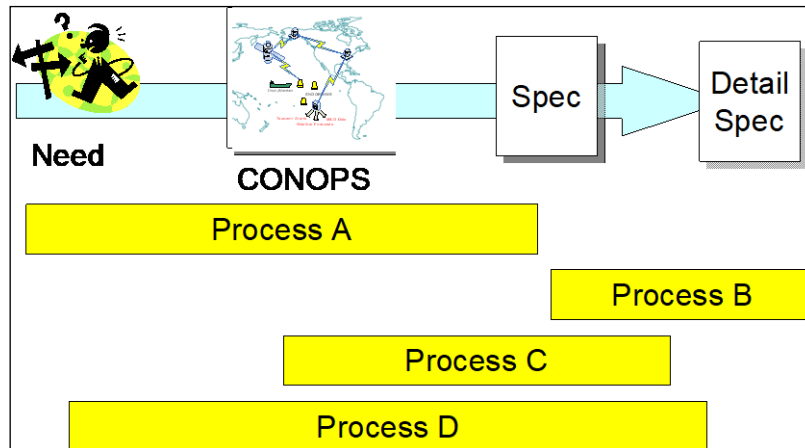 ?
Need
CONOPS
Spec
Detail
Spec
Process A
Process B
Process C
Process D